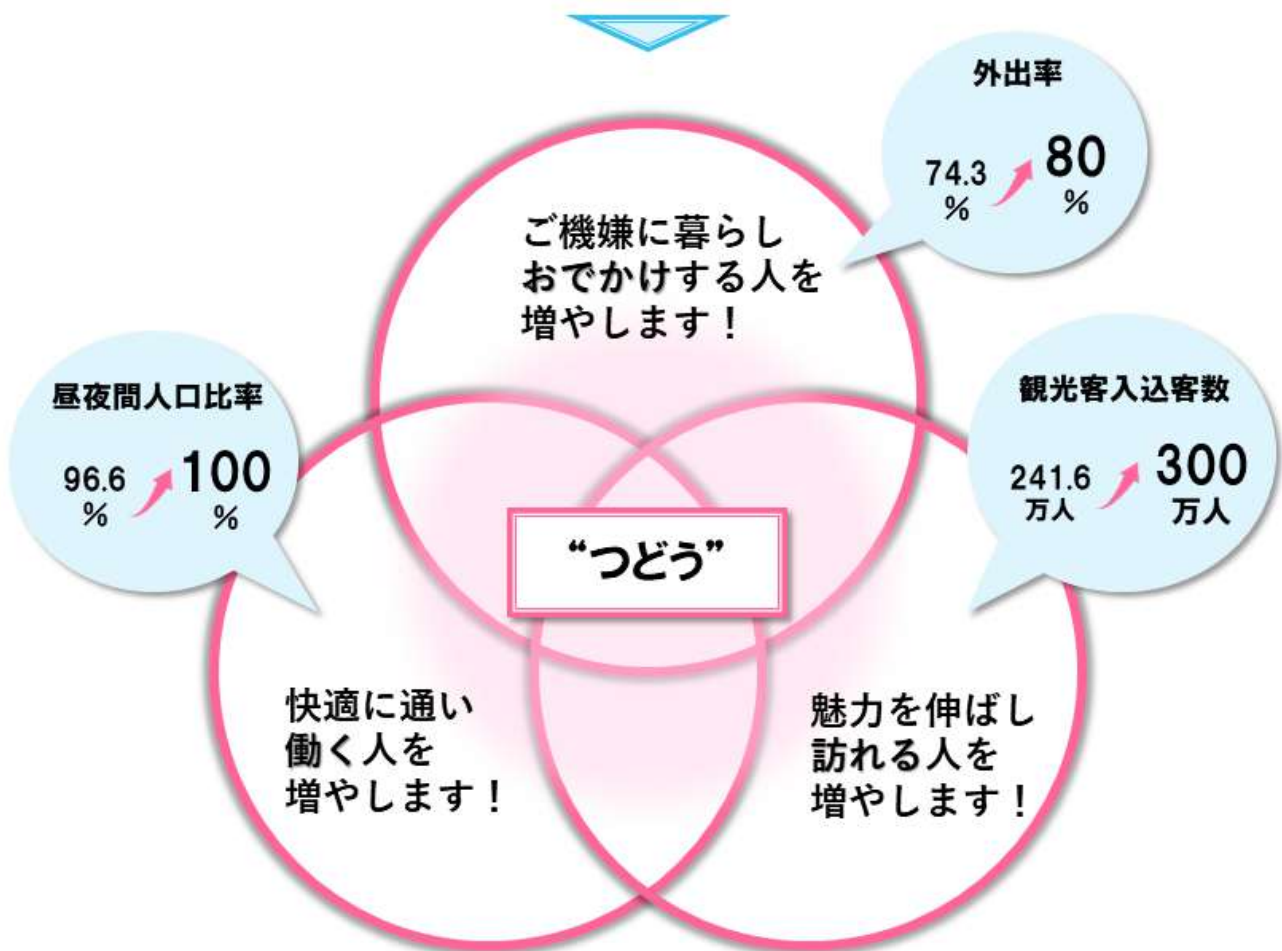 外出率
74.3
%
80
%
ご機嫌に暮らし
おでかけする人を
増やします！
昼夜間人口比率
96.6
%
100
%
観光客入込客数
241.6
万人
300
万人
“つどう”
快適に通い
働く人を
増やします！
魅力を伸ばし
訪れる人を
増やします！